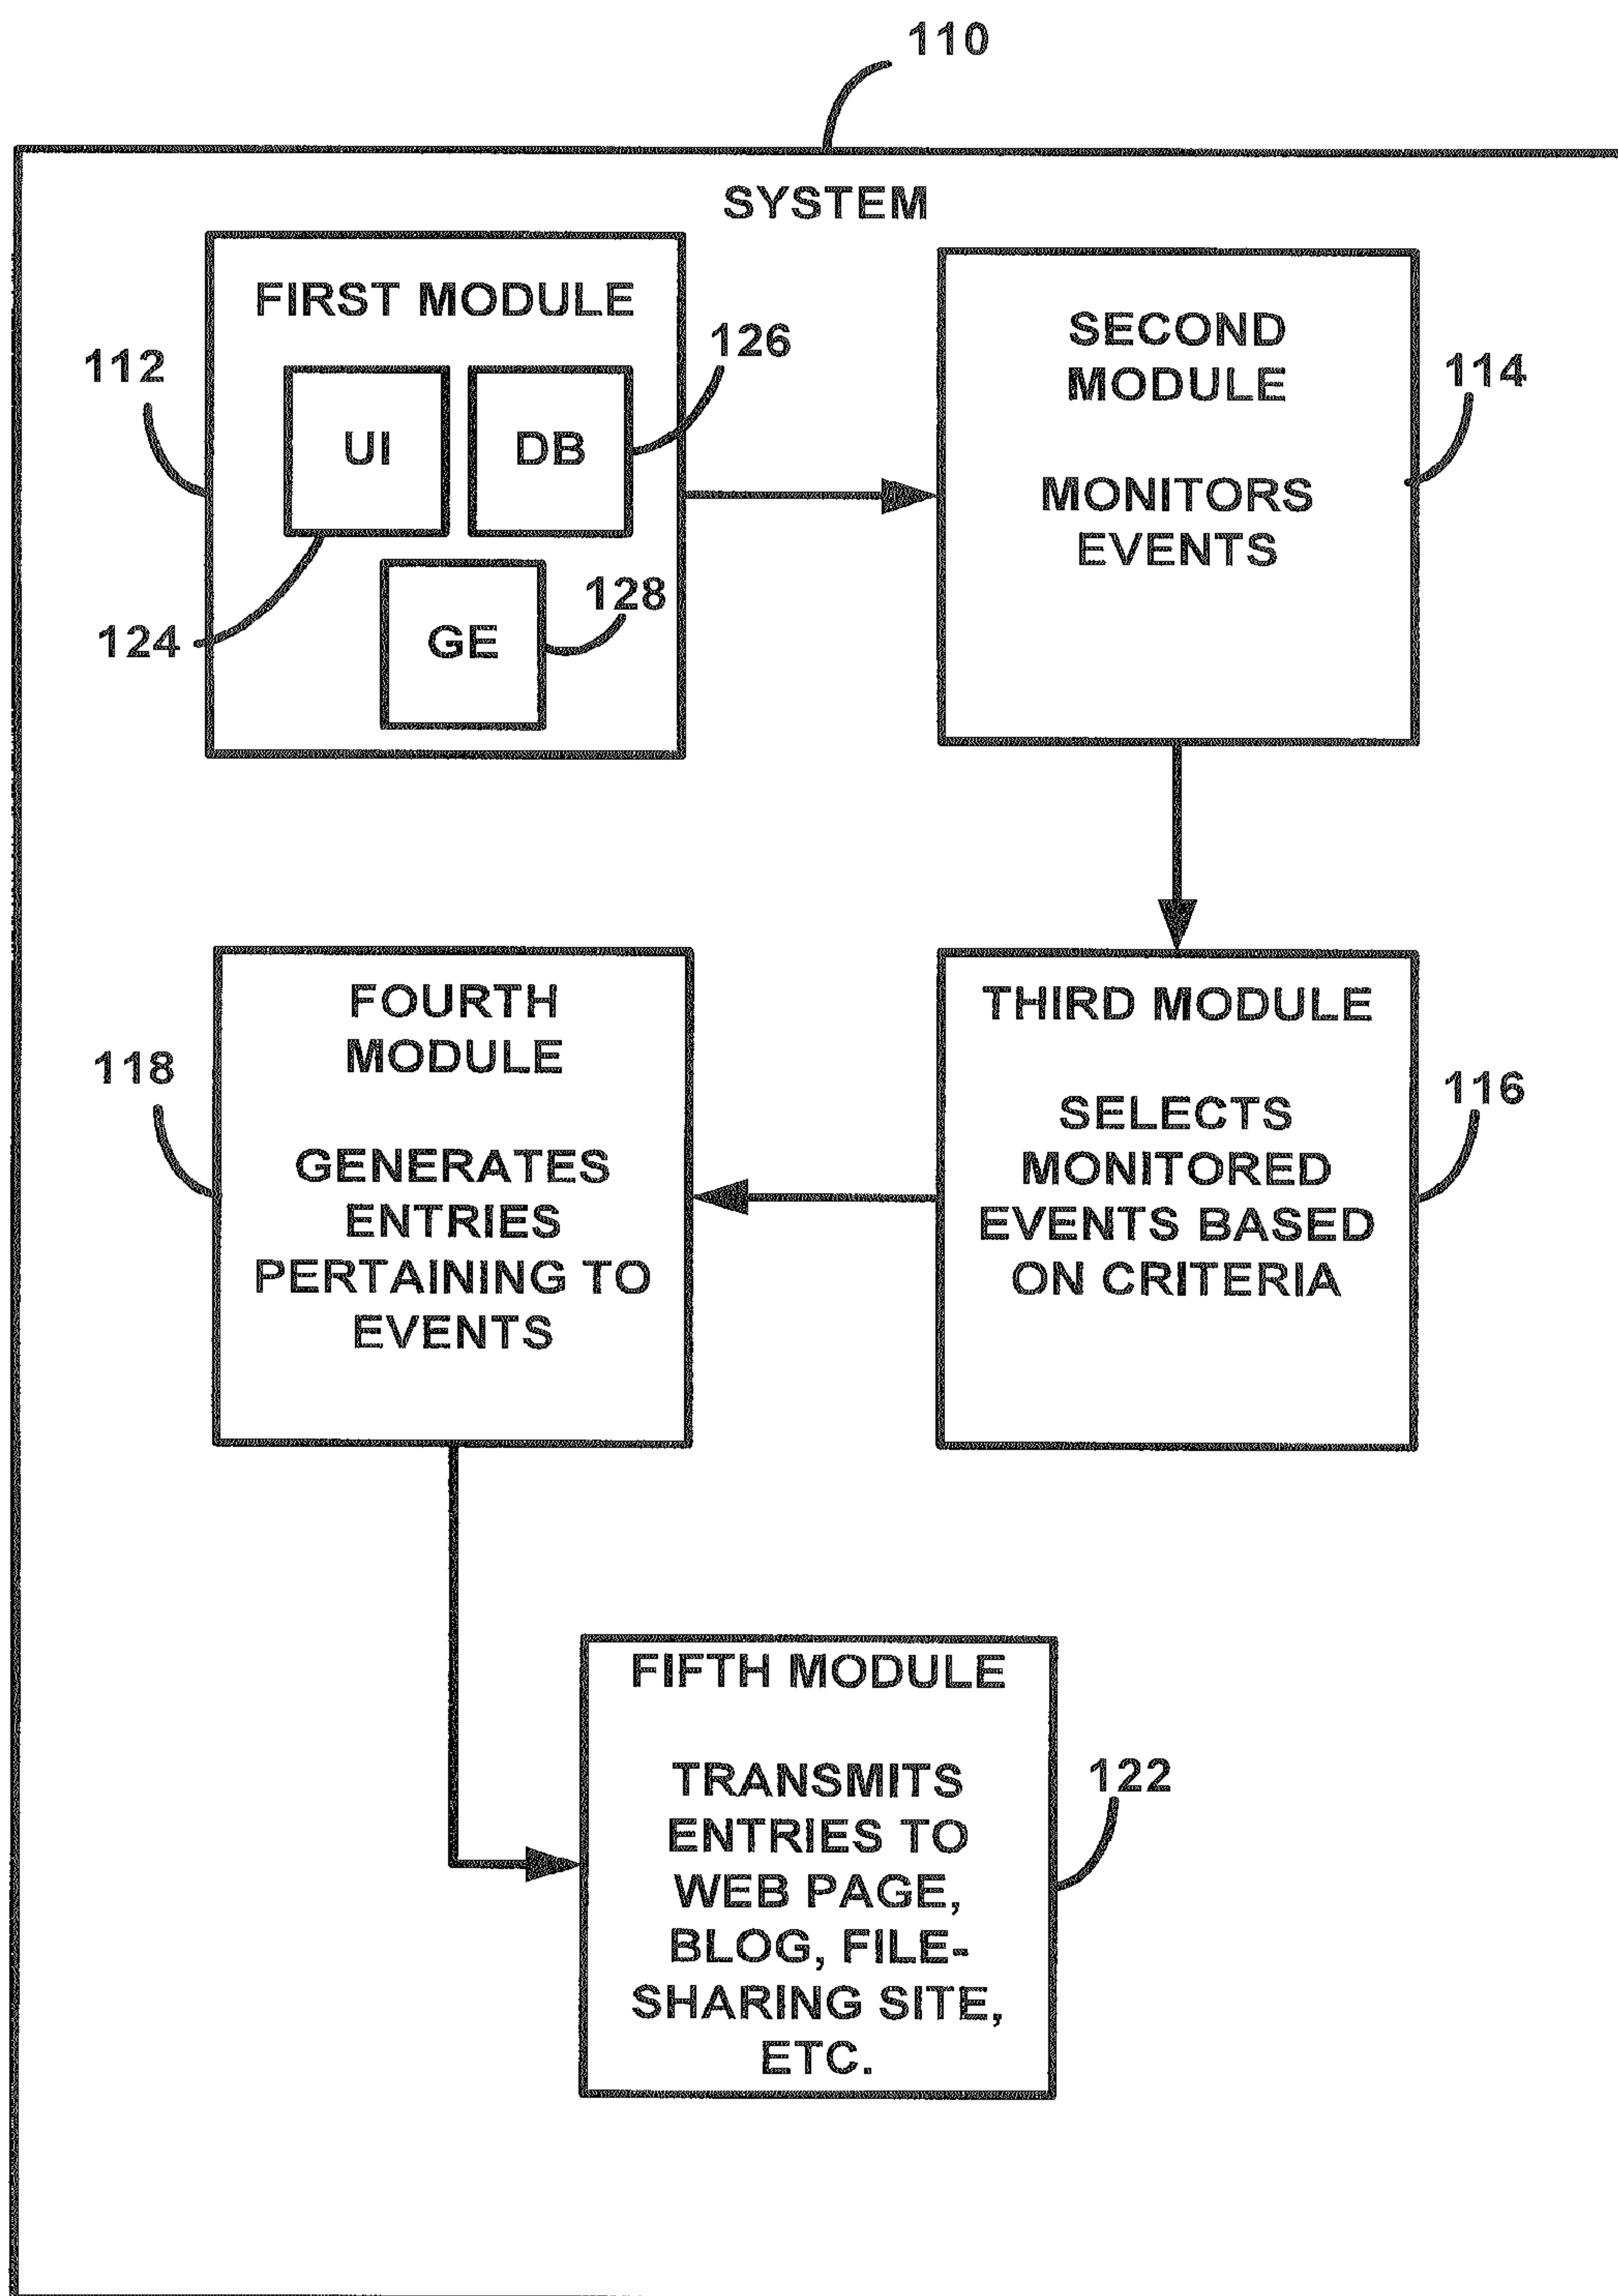 110
SYSTEM
FIRST MODULE
112
UI
DB
126
124
GE
128
SECOND
MODULE
MONITORS
EVENTS
114
THIRD MODULE
SELECTS
MONITORED
EVENTS BASED
ON CRITERIA
116
FOURTH
MODULE
GENERATES
ENTRIES
PERTAINING TO
EVENTS
118
FIFTH MODULE
TRANSMITS
ENTRIES TO
WEB PAGE,
BLOG, FILE-
SHARING SITE,
ETC.
122